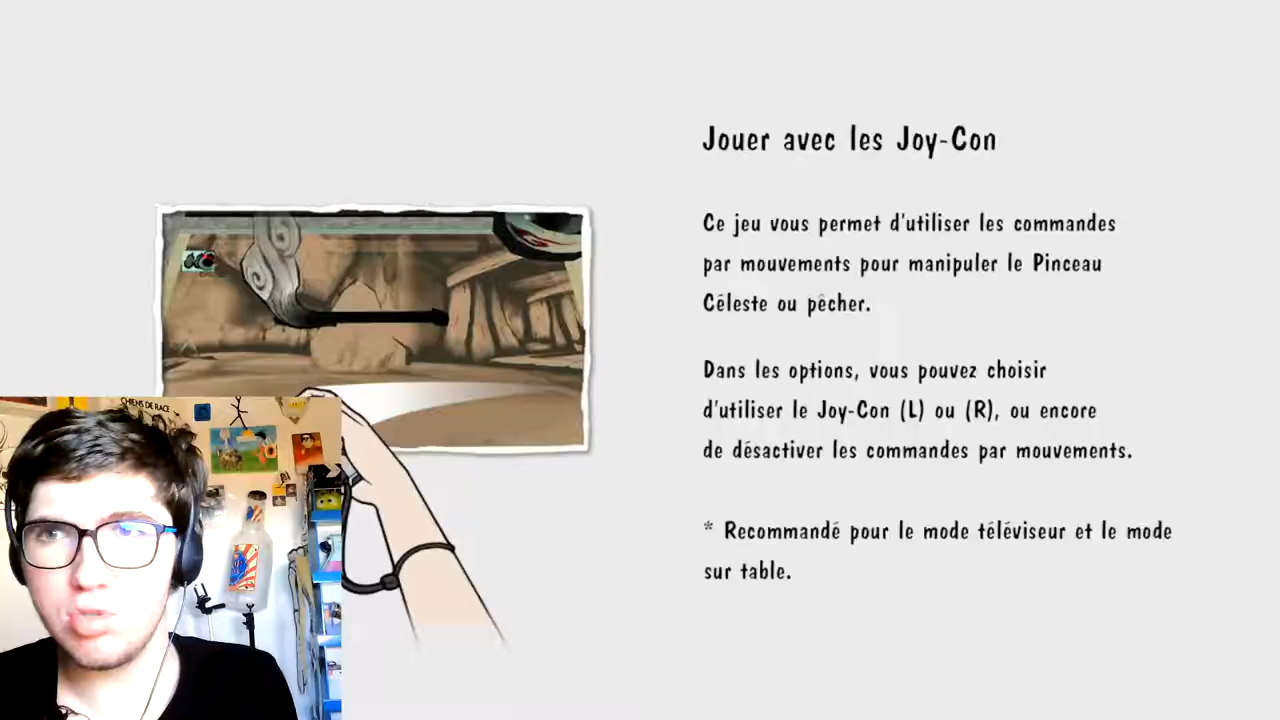 Jouer avec les Joy-Con
Ce jeu vous permet d'utiliser les commandes
par mouvements pour manipuler le Pinceau
Céleste ou pêcher.
Dans les options, vous pouvez choisir
d'utiliser le Joy-Con (L) ou (R), ou encore
de désactiver les commandes par mouvements.
* Recommandé pour le mode téléviseur et le mode
sur table.
CHIENS DE RACE